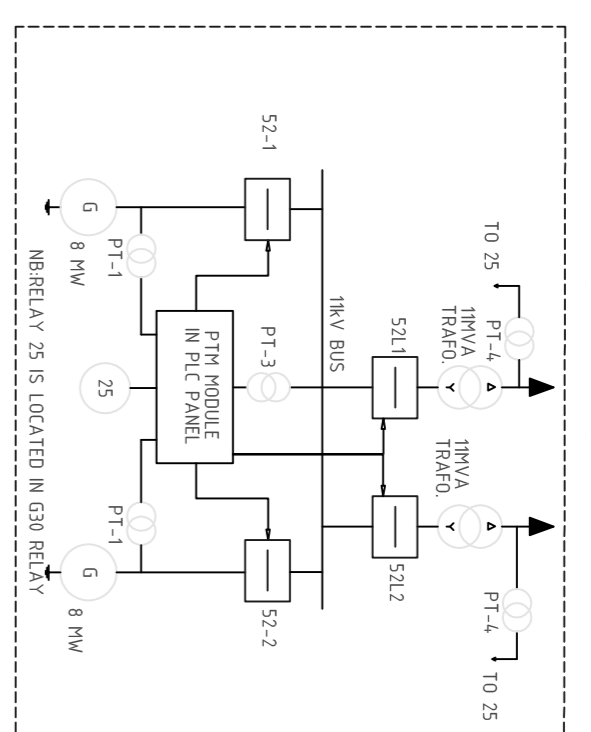 TO 25
PT-4
11MVA
TRAFO.
52L1
11MVA
TRAFO.
52L2
PT-4
TO 25
11kV BUS
52-1
PT-3
52-2
PTM MODULE
IN PLC PANEL
PT-1
25
PT-1
G
8 MW
G
8 MW
NB:RELAY 25 IS LOCATED IN G30 RELAY